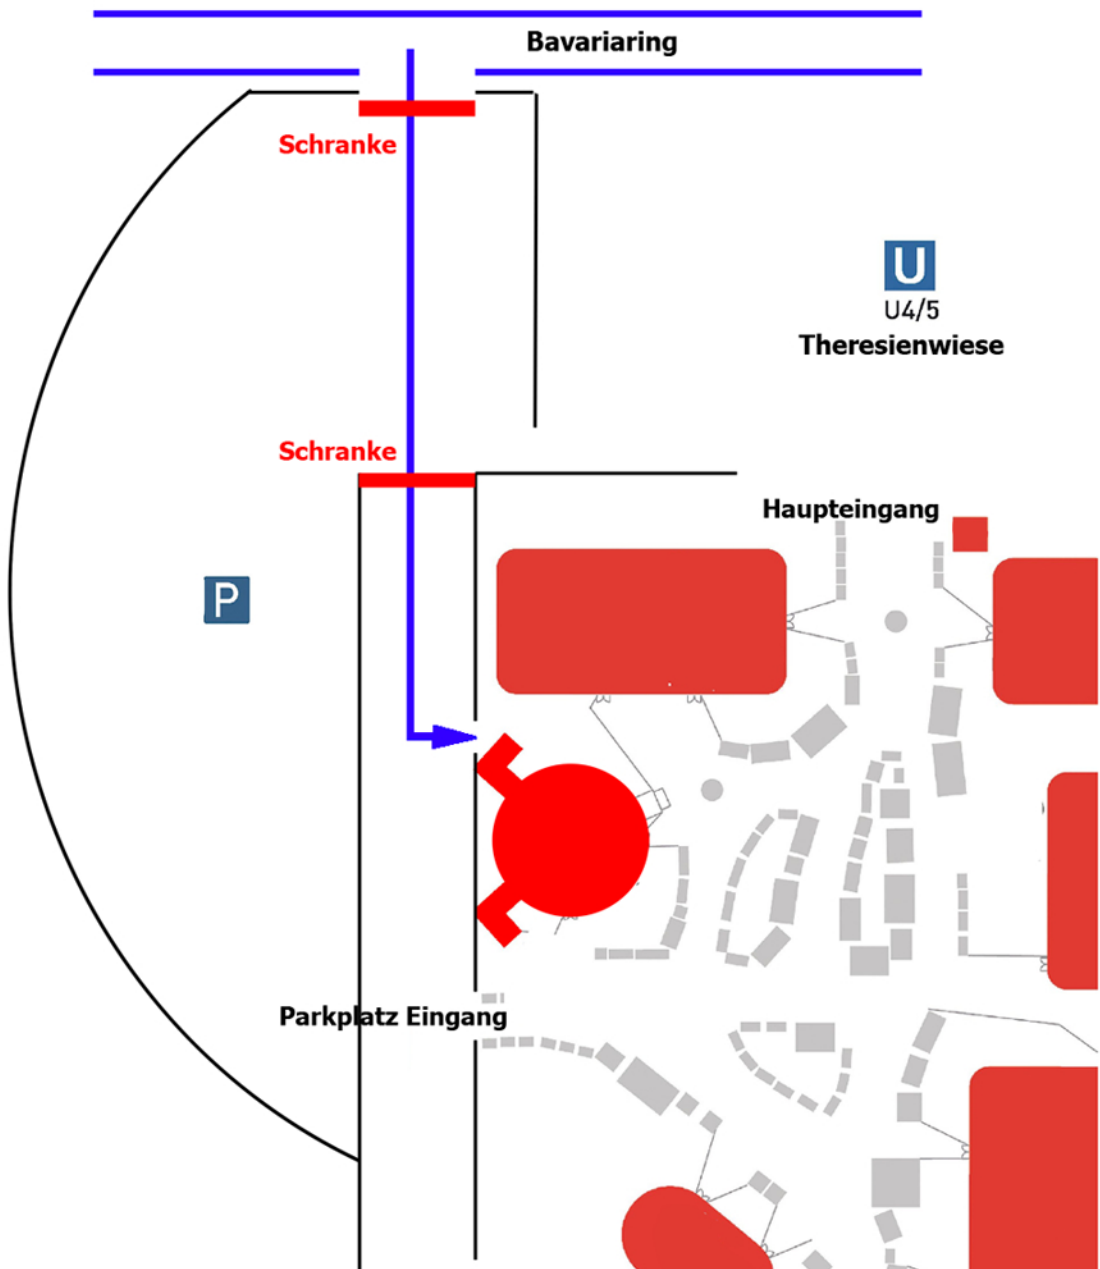 Bavariaring
Schranke
U
U4/5
Theresienwiese
Schranke
Haupteingang
P
Parkplatz Eingang